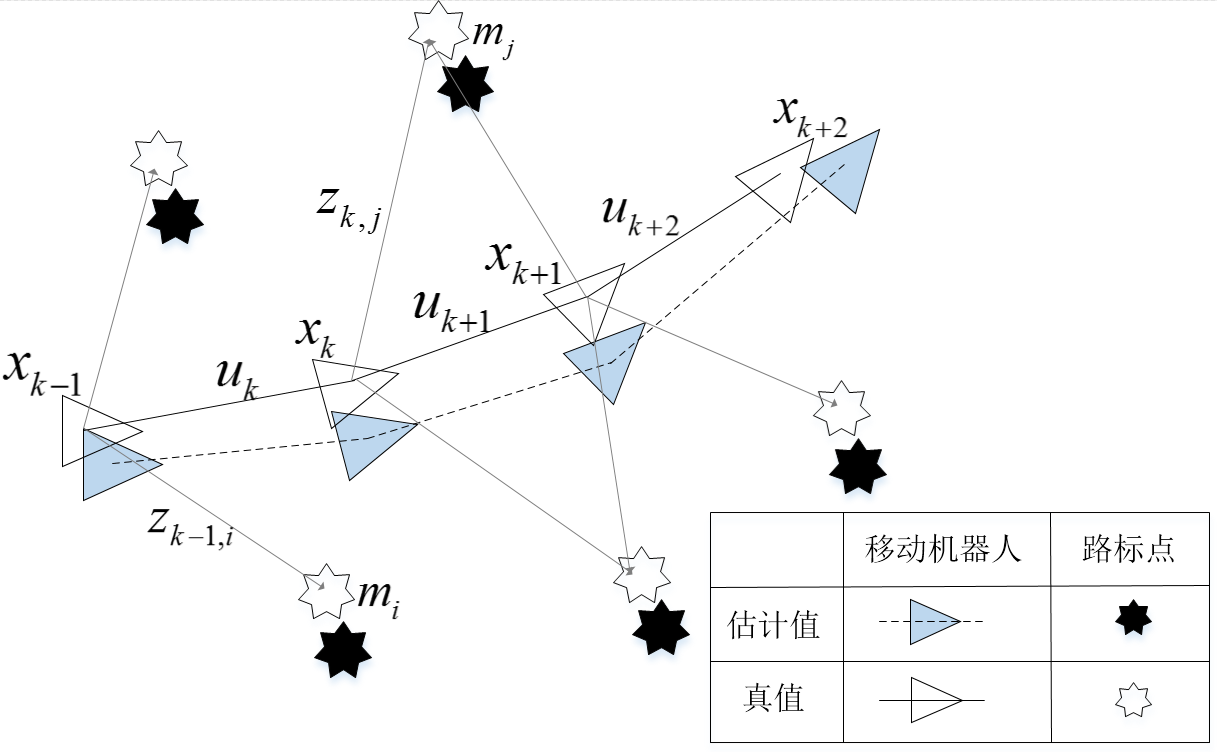 m_j
x_{k+2}
z_{k,j}
u_{k+2}
x_{k+1}
u_{k+1}
x_k
x_{k-1}
u_k
z_{k-1,i}
m_i
移动机器人 路标点
估计值
真值